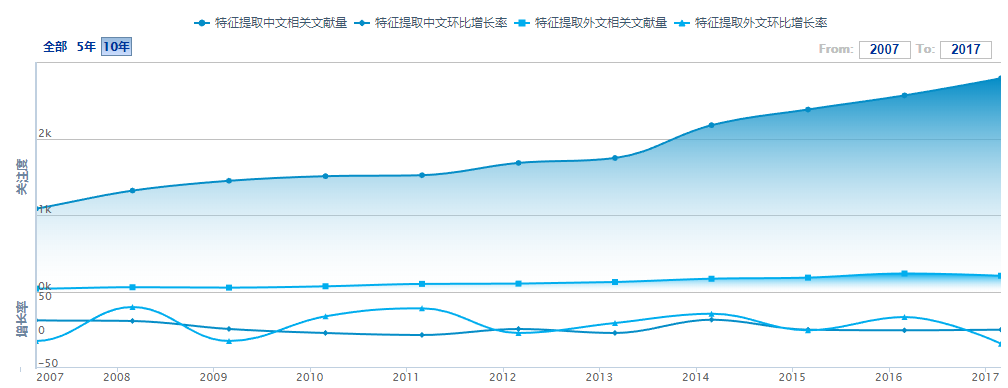 特征提取中文相关文献量 特征提取中文环比增长率 特征提取外文相关文献量 特征提取外文环比增长率
全部 5年 10年 From: 2007 To: 2017
关注度
2k
1k
0k
增长率
50
0
-50
2007 2008 2009 2010 2011 2012 2013 2014 2015 2016 2017